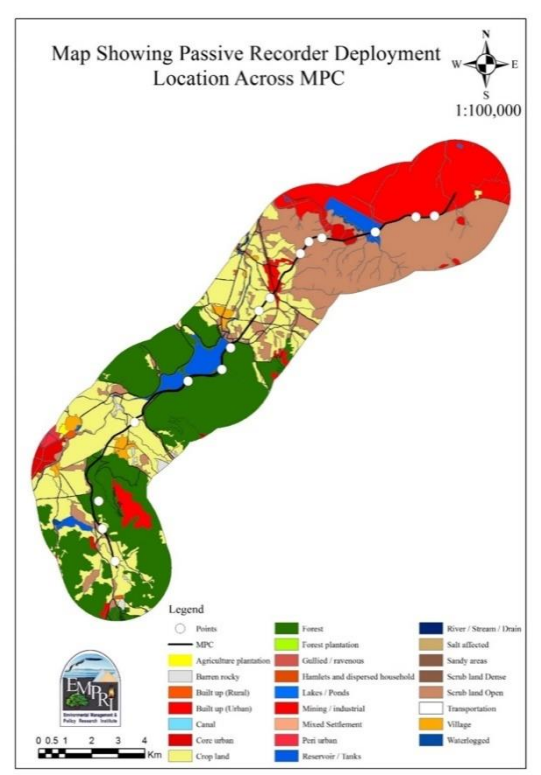 Map Showing Passive Recorder Deployment
Location Across MPC
N
W E
S
1:100,000
Legend
Points
MPC
Agriculture plantation
Barren rocky
Built up (Rural)
Built up (Urban)
Canal
Core urban
Crop land
Forest
Forest plantation
Gullied / ravenous
Hamlets and dispersed household
Lakes / Ponds
Mining / industrial
Mixed Settlement
Peri urban
Reservoir / Tanks
River / Stream / Drain
Salt affected
Sandy areas
Scrub land Dense
Scrub land Open
Transportation
Village
Waterlogged
EMPRI
Environmental Management &
Policy Research Institute
0 0.5 1 2 3 4
Km